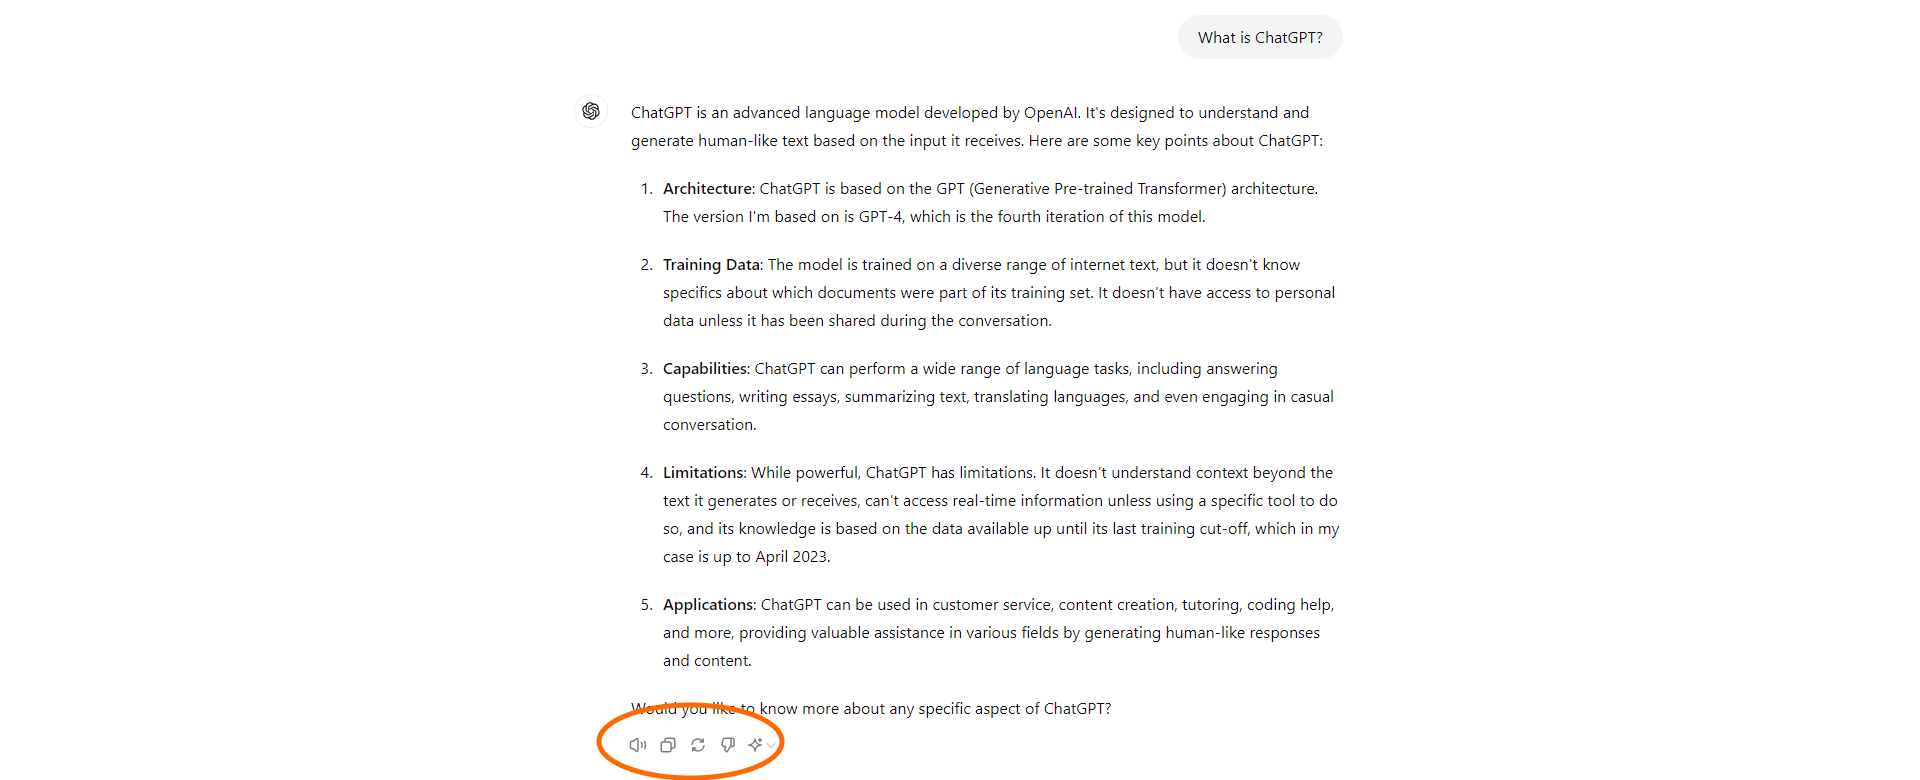 What is ChatGPT?
ChatGPT is an advanced language model developed by OpenAI. It's designed to understand and
generate human-like text based on the input it receives. Here are some key points about ChatGPT:
1. Architecture: ChatGPT is based on the GPT (Generative Pre-trained Transformer) architecture.
The version I'm based on is GPT-4, which is the fourth iteration of this model.
2. Training Data: The model is trained on a diverse range of internet text, but it doesn't know
specifics about which documents were part of its training set. It doesn't have access to personal
data unless it has been shared during the conversation.
3. Capabilities: ChatGPT can perform a wide range of language tasks, including answering
questions, writing essays, summarizing text, translating languages, and even engaging in casual
conversation.
4. Limitations: While powerful, ChatGPT has limitations. It doesn't understand context beyond the
text it generates or receives, can't access real-time information unless using a specific tool to do
so, and its knowledge is based on the data available up until its last training cut-off, which in my
case is up to April 2023.
5. Applications: ChatGPT can be used in customer service, content creation, tutoring, coding help,
and more, providing valuable assistance in various fields by generating human-like responses
and content.
Would you like to know more about any specific aspect of ChatGPT?